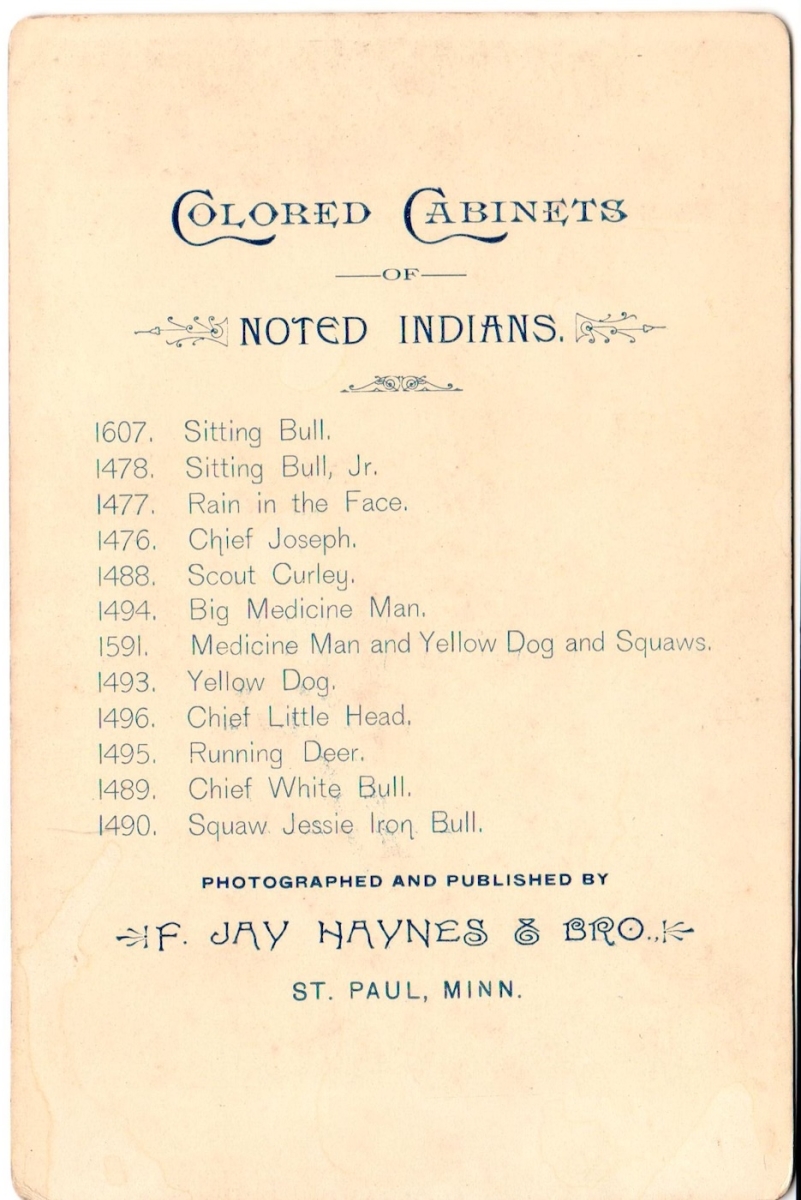 COLORED CABINETS
OF
NOTED INDIANS.
1607. Sitting Bull.
1478. Sitting Bull, Jr.
1477. Rain in the Face.
1476. Chief Joseph.
1488. Scout Curley.
1494. Big Medicine Man.
1591. Medicine Man and Yellow Dog and Squaws.
1493. Yellow Dog.
1496. Chief Little Head.
1495. Running Deer.
1489. Chief White Bull.
1490. Squaw Jessie Iron Bull.
PHOTOGRAPHED AND PUBLISHED BY
F. JAY HAYNES & BRO.,
ST. PAUL, MINN.